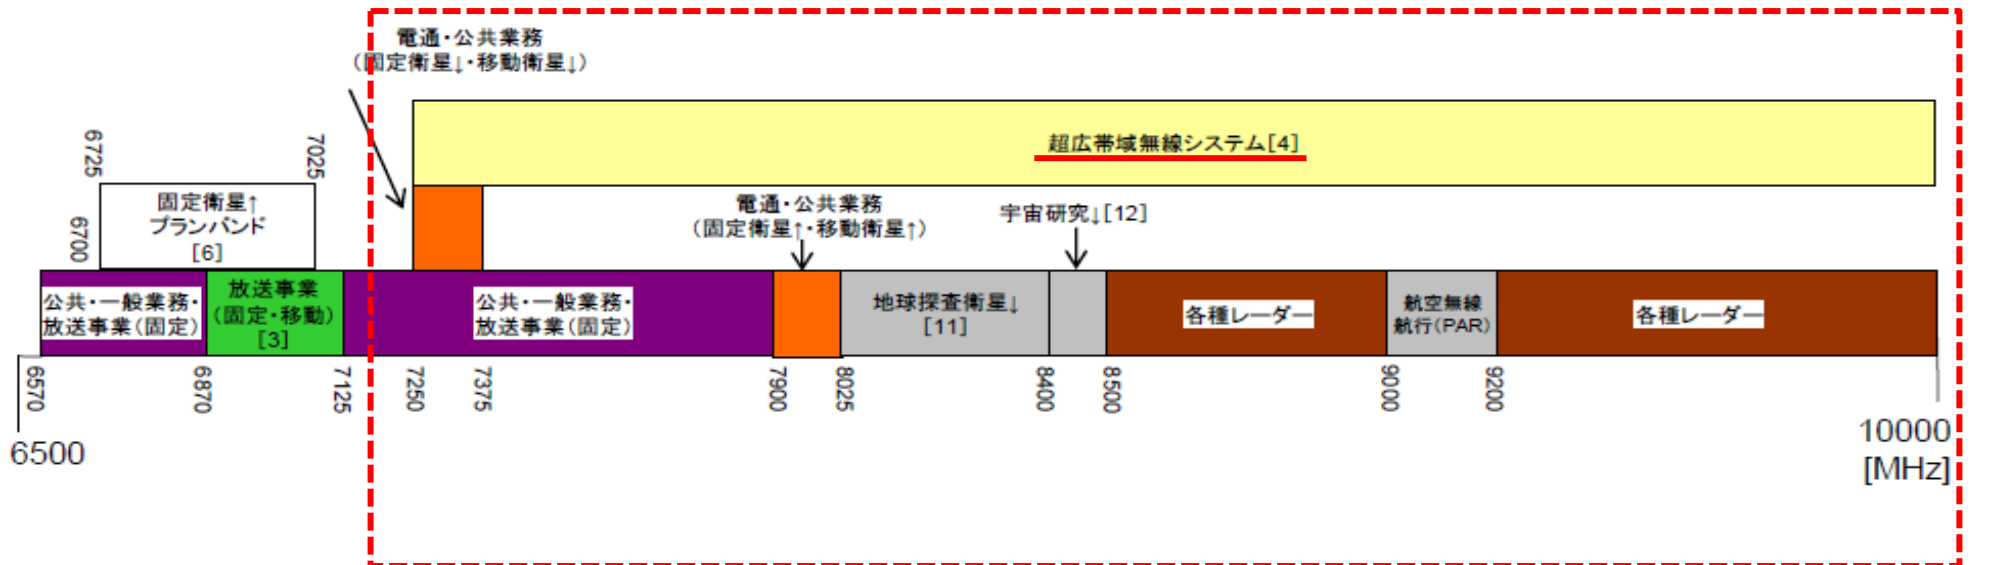 電通・公共業務
(固定衛星↓・移動衛星↓)
超広帯域無線システム[4]
6725
7025
6700
固定衛星↑
プランバンド
[6]
電通・公共業務
(固定衛星↑・移動衛星↑)
宇宙研究↓[12]
公共・一般業務・
放送事業(固定)
放送事業
(固定・移動)
[3]
公共・一般業務・
放送事業(固定)
地球探査衛星↓
[11]
各種レーダー
航空無線
航行(PAR)
各種レーダー
6570
6870
7125
7250
7375
7900
8025
8400
8500
9000
9200
6500
10000
[MHz]